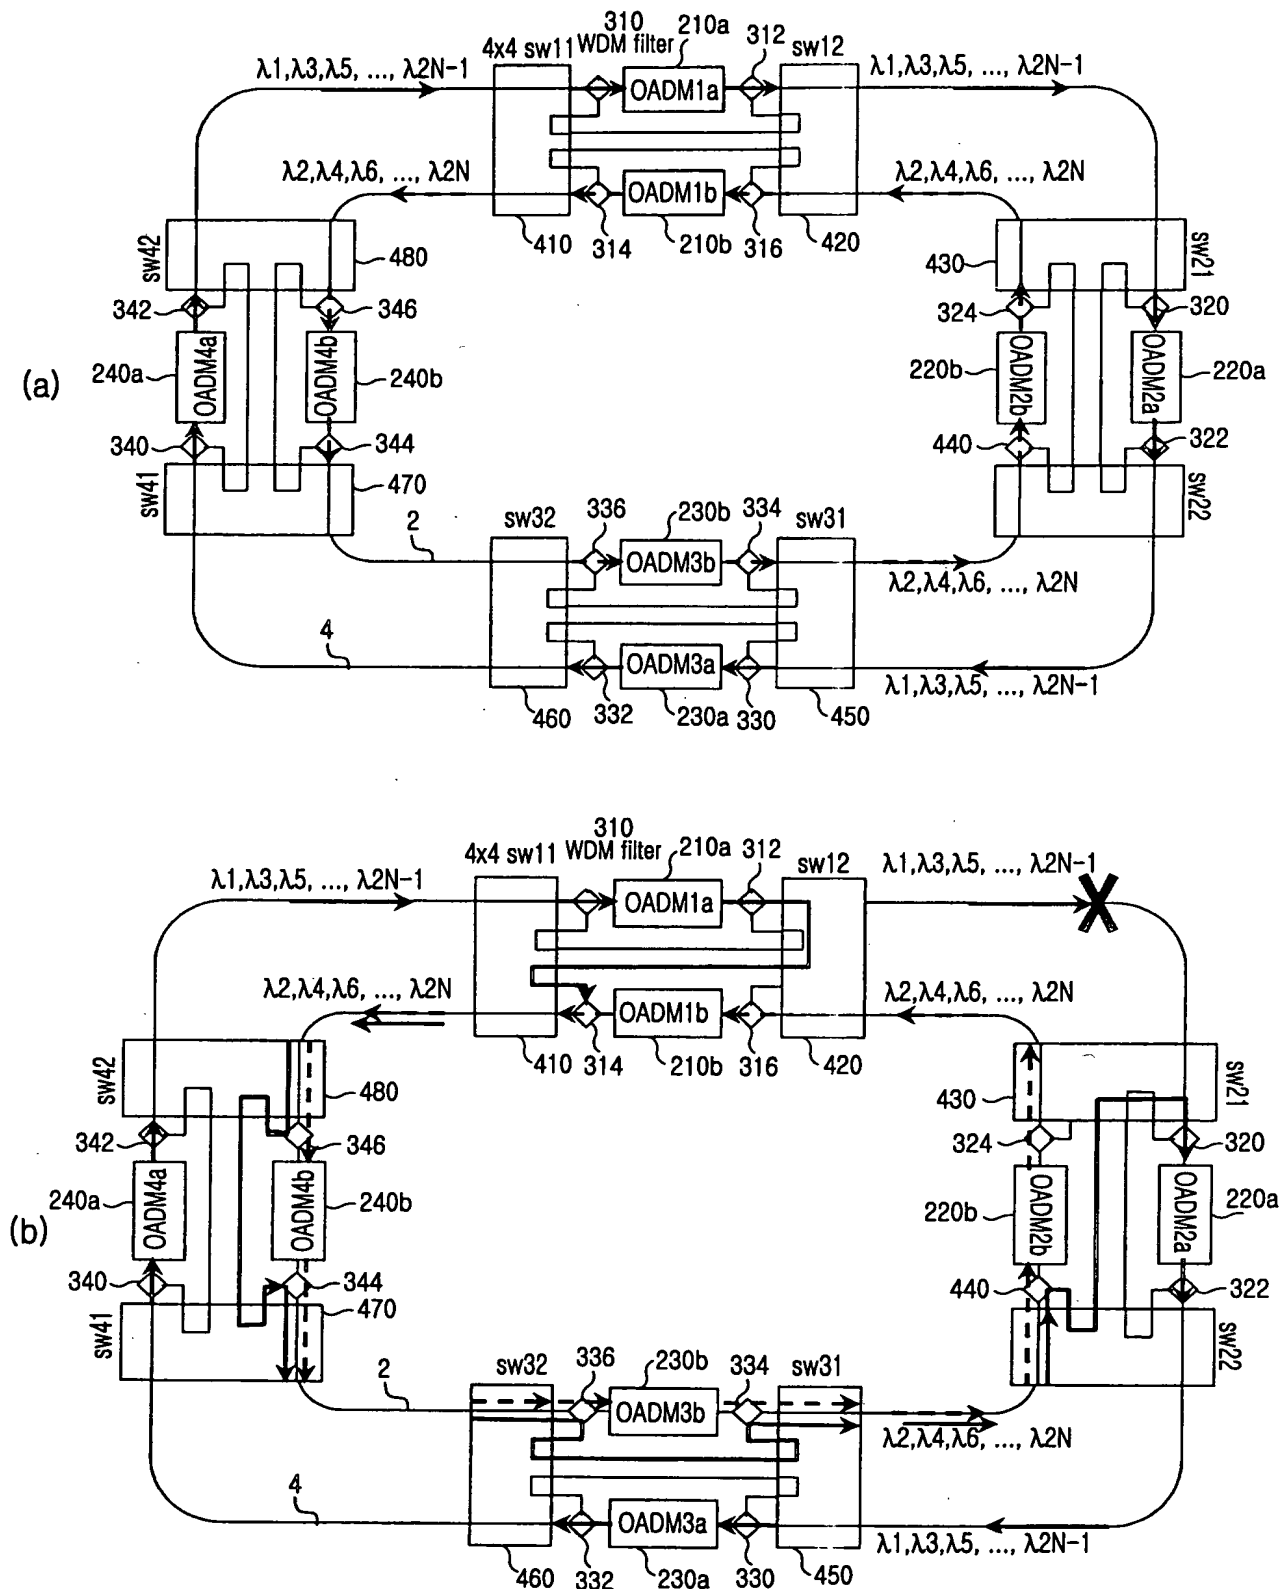 310
4x4 sw11 WDM filter 210a 312 sw12
λ1,λ3,λ5, ..., λ2N-1
OADM1a
λ1,λ3,λ5, ..., λ2N-1
λ2,λ4,λ6, ..., λ2N
OADM1b
λ2,λ4,λ6, ..., λ2N
410 314 210b 316 420
sw42 480
430 sw21
342 346
324 320
240a OADM4a OADM4b 240b
220b OADM2b OADM2a 220a
(a)
340 344
440 322
sw41 470
sw22
2
sw32 336 230b 334 sw31
OADM3b
λ2,λ4,λ6, ..., λ2N
4
OADM3a
λ1,λ3,λ5, ..., λ2N-1
460 332 230a 330 450
310
4x4 sw11 WDM filter 210a 312 sw12
λ1,λ3,λ5, ..., λ2N-1
λ1,λ3,λ5, ..., λ2N-1
OADM1a
λ2,λ4,λ6, ..., λ2N
OADM1b
λ2,λ4,λ6, ..., λ2N
410 314 210b 316 420
sw42 480
430 sw21
342 346
324 320
240a OADM4a OADM4b 240b
220b OADM2b OADM2a 220a
(b)
340 344
440 322
sw41 470
sw22
2
sw32 336 230b 334 sw31
OADM3b
λ2,λ4,λ6, ..., λ2N
4
OADM3a
λ1,λ3,λ5, ..., λ2N-1
460 332 230a 330 450